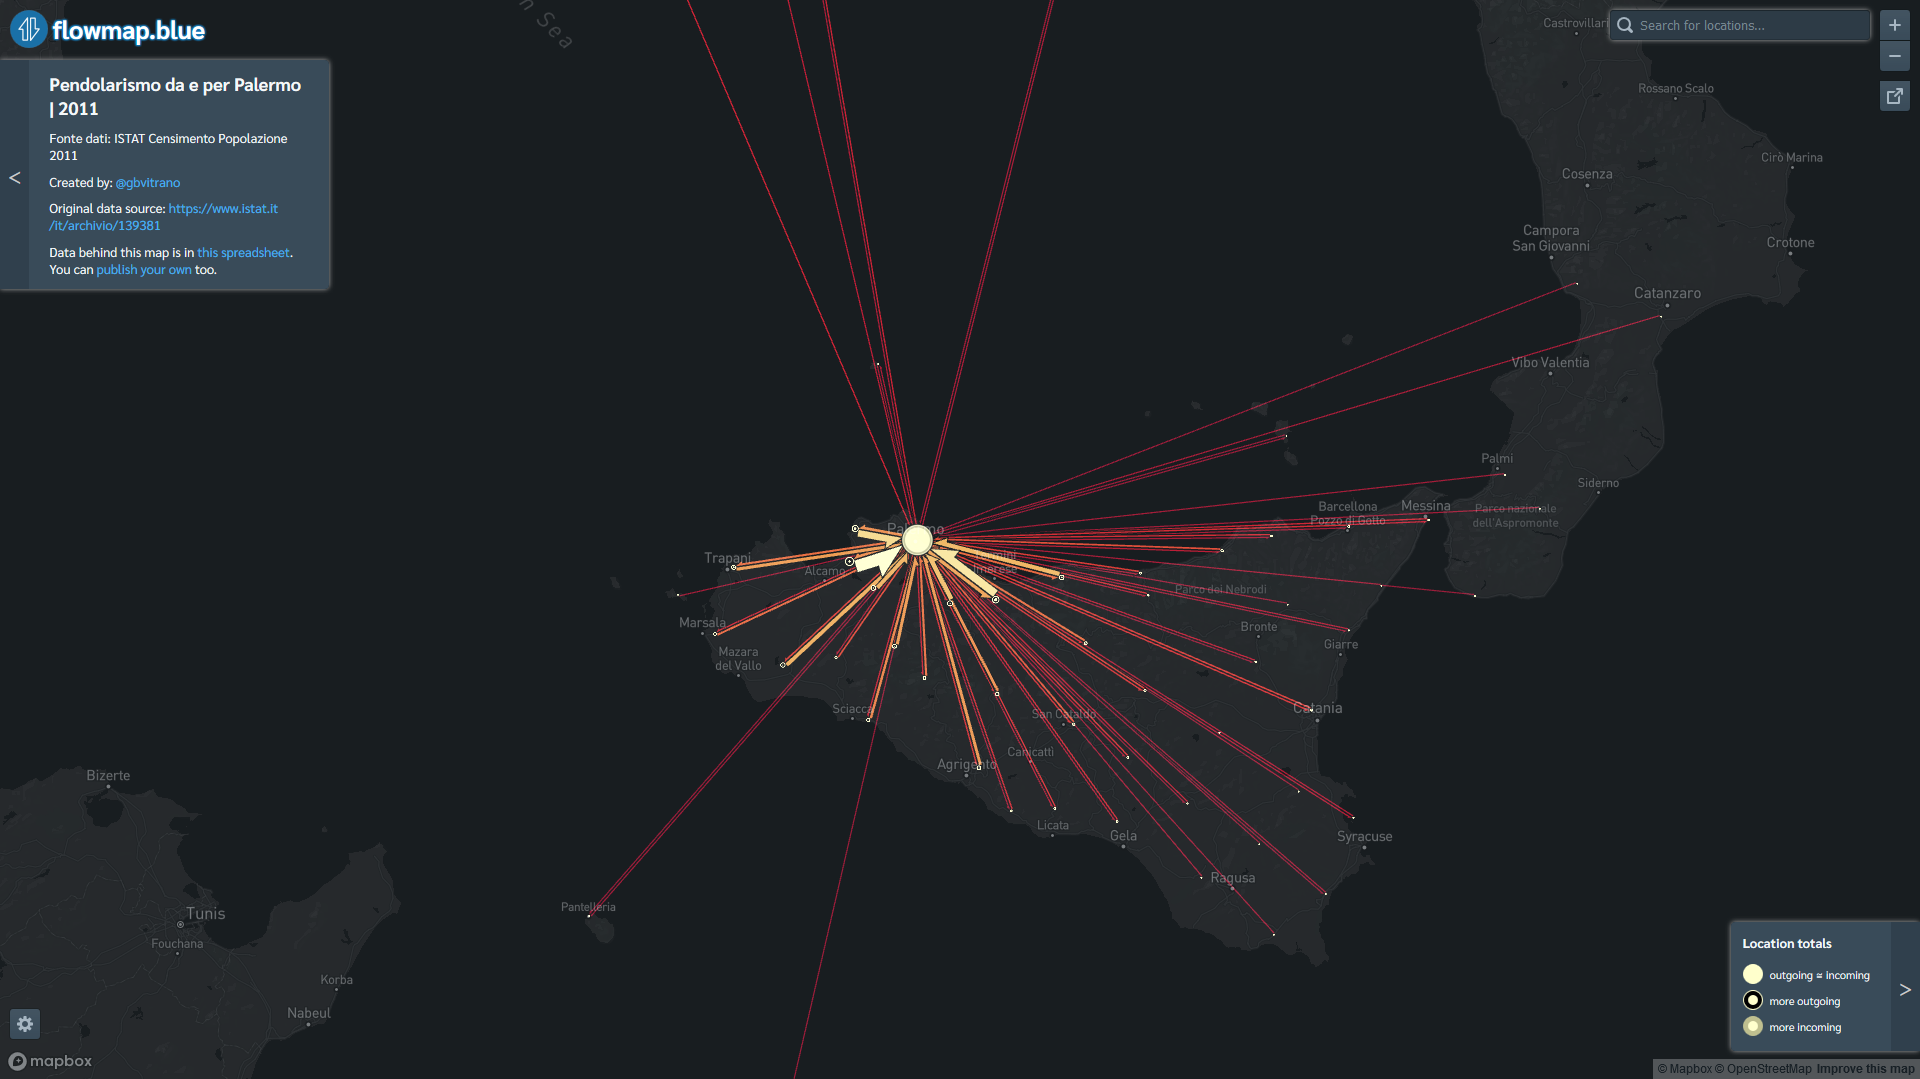 flowmap.blue
Pendolarismo da e per Palermo
| 2011
Fonte dati: ISTAT Censimento Popolazione
2011
Created by: @gbvitrano
Original data source: https://www.istat.it
/it/archivio/139381
Data behind this map is in this spreadsheet.
You can publish your own too.
<
Search for locations...
+
−
n Sea
Castrovillari
Rossano Scalo
Cirò Marina
Cosenza
Campora
San Giovanni
Crotone
Catanzaro
Vibo Valentia
Palmi
Siderno
Barcellona
Pozzo di Gotto
Messina
Parco nazionale
dell'Aspromonte
Palermo
Trapani
Alcamo
Termini
Imerese
Parco dei Nebrodi
Marsala
Bronte
Giarre
Mazara
del Vallo
Sciacca
San Cataldo
Catania
Canicattì
Agrigento
Licata
Gela
Syracuse
Ragusa
Bizerte
Pantelleria
Tunis
Fouchana
Korba
Nabeul
Location totals
outgoing ≅ incoming
more outgoing
more incoming
>
mapbox
© Mapbox © OpenStreetMap Improve this map